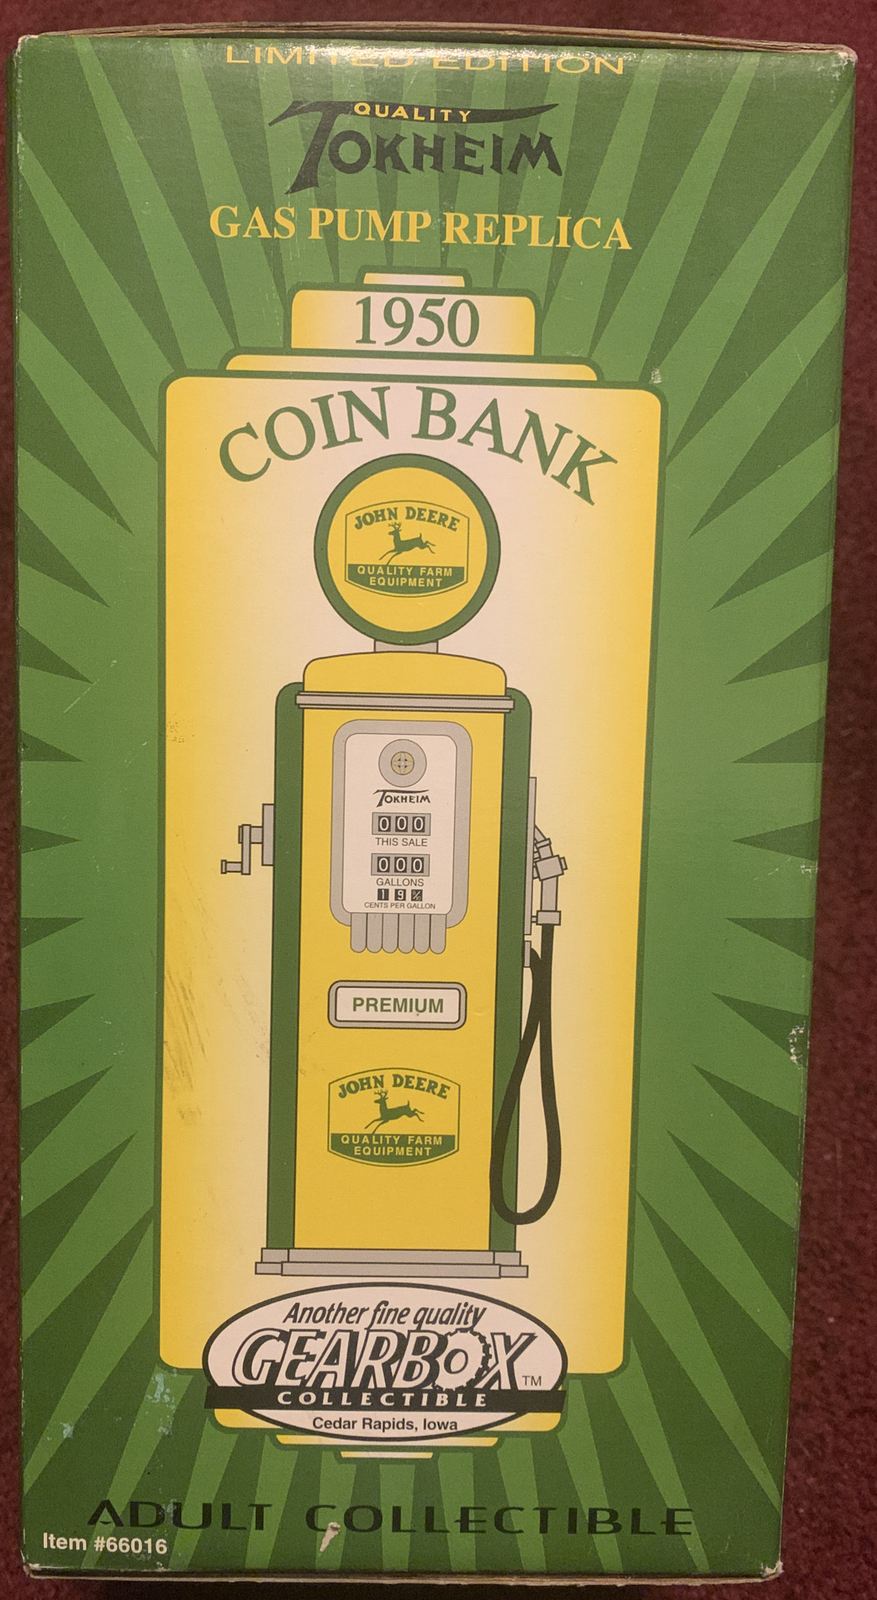 LIMITED EDITION
QUALITY
TOKHEIM
GAS PUMP REPLICA
1950
COIN BANK
JOHN DEERE
QUALITY FARM
EQUIPMENT
TOKHEIM
000
THIS SALE
000
GALLONS
19
CENTS PER GALLON
PREMIUM
JOHN DEERE
QUALITY FARM
EQUIPMENT
Another fine quality
GEARBOX™
COLLECTIBLE
Cedar Rapids, Iowa
ADULT COLLECTIBLE
Item #66016